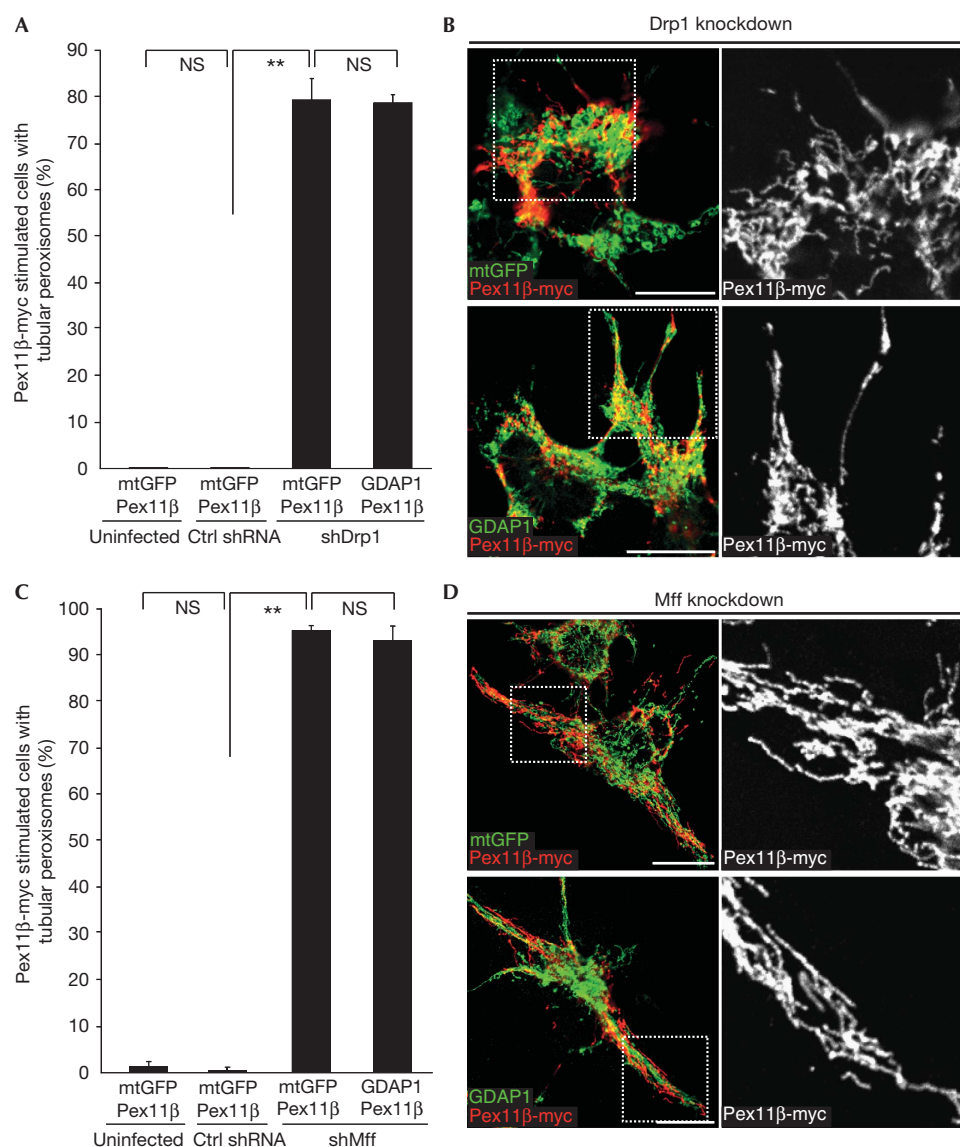 A
Pex11β-myc stimulated cells with
tubular peroxisomes (%)
90
80
70
60
50
40
30
20
10
0
NS
**
NS
mtGFP mtGFP mtGFP GDAP1
Pex11β Pex11β Pex11β Pex11β
Uninfected Ctrl shRNA shDrp1
B
Drp1 knockdown
mtGFP
Pex11β-myc
Pex11β-myc
GDAP1
Pex11β-myc
Pex11β-myc
C
Pex11β-myc stimulated cells with
tubular peroxisomes (%)
100
90
80
70
60
50
40
30
20
10
0
NS
**
NS
mtGFP mtGFP mtGFP GDAP1
Pex11β Pex11β Pex11β Pex11β
Uninfected Ctrl shRNA shMff
D
Mff knockdown
mtGFP
Pex11β-myc
Pex11β-myc
GDAP1
Pex11β-myc
Pex11β-myc